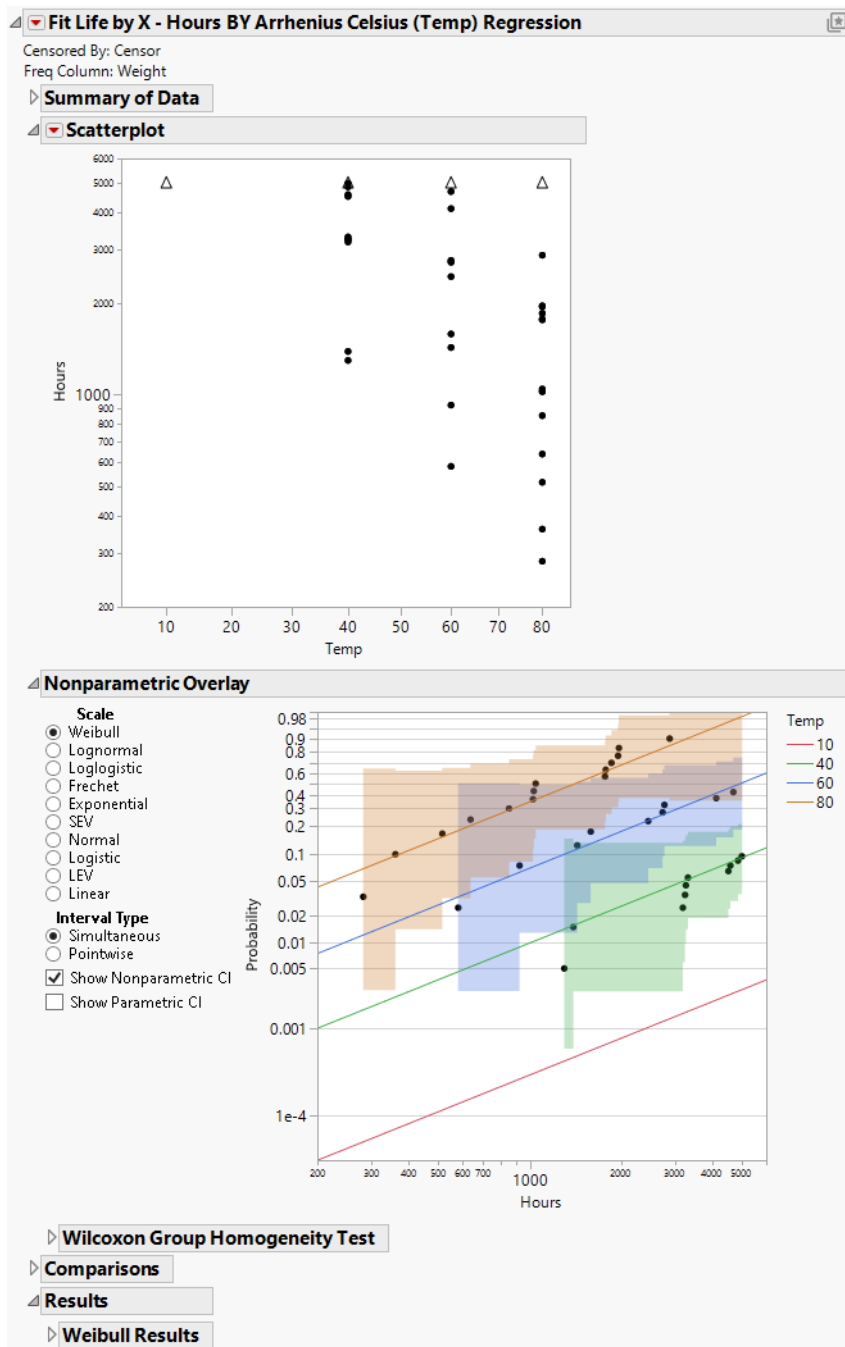 Fit Life by X - Hours BY Arrhenius Celsius (Temp) Regression
Censored By: Censor
Freq Column: Weight
Summary of Data
Scatterplot
6000
5000
4000
3000
2000
1000
900
800
700
600
500
400
300
200
Hours
10 20 30 40 50 60 70 80
Temp
Nonparametric Overlay
Scale
Weibull
Lognormal
Loglogistic
Frechet
Exponential
SEV
Normal
Logistic
LEV
Linear
Interval Type
Simultaneous
Pointwise
Show Nonparametric CI
Show Parametric CI
Probability
0.98
0.9
0.8
0.6
0.4
0.3
0.2
0.1
0.05
0.02
0.01
0.005
0.001
1e-4
200 300 400 500 600 700 1000 2000 3000 4000 5000
Hours
Temp
10
40
60
80
Wilcoxon Group Homogeneity Test
Comparisons
Results
Weibull Results